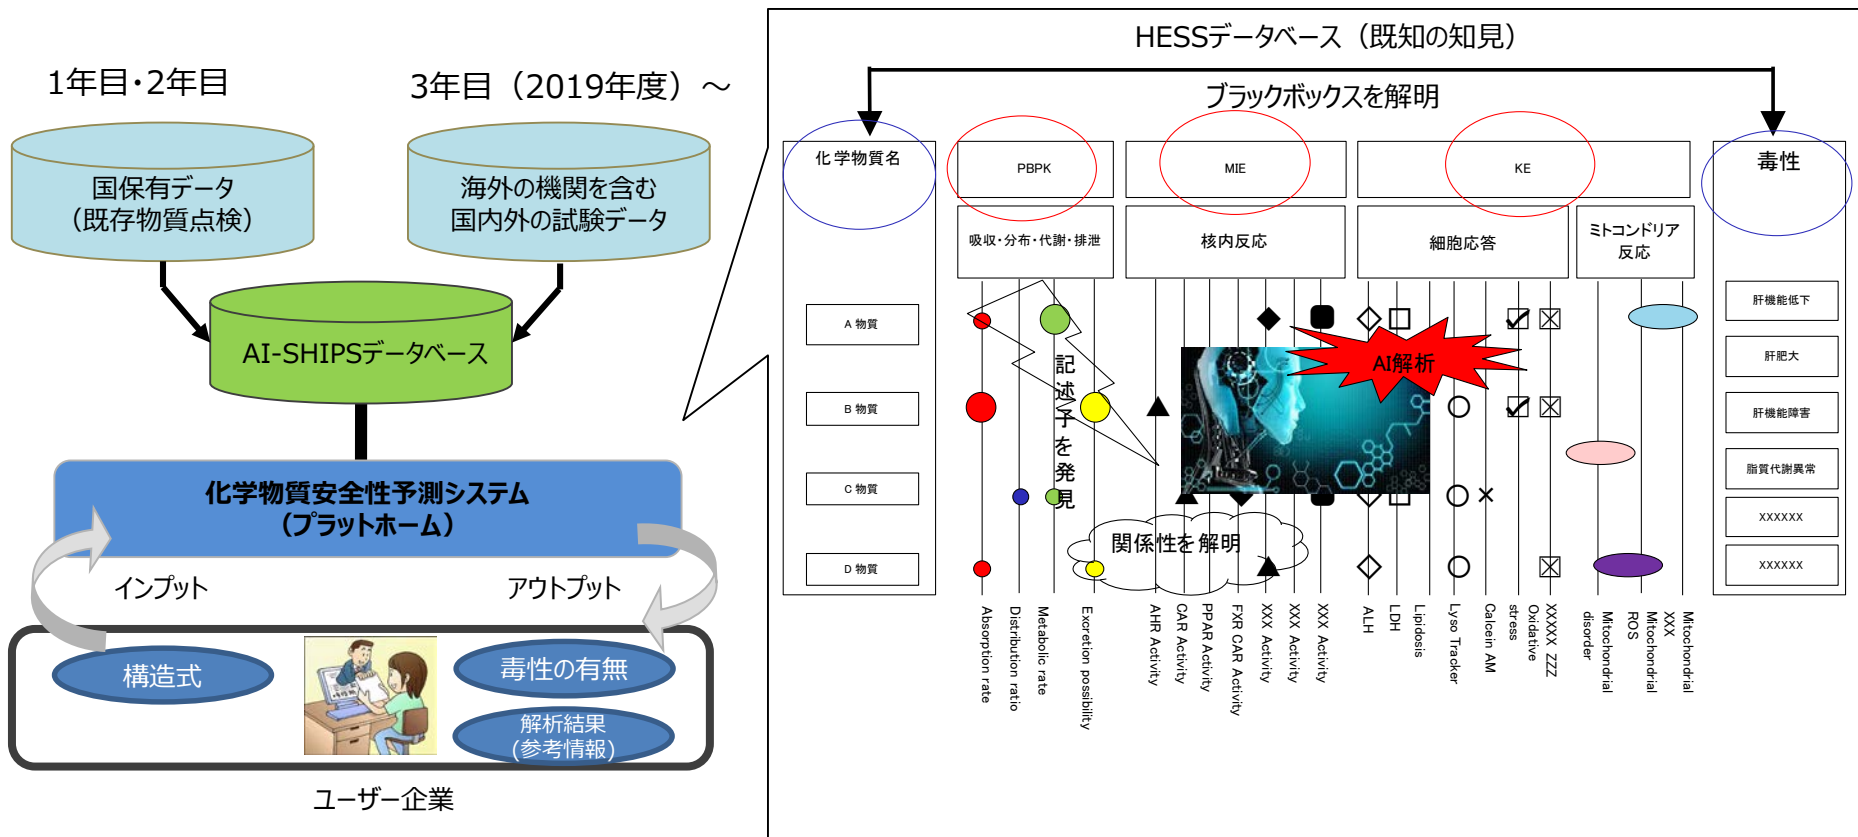 1年目・2年目
3年目（2019年度）～
国保有データ
（既存物質点検）
海外の機関を含む
国内外の試験データ
AI-SHIPSデータベース
化学物質安全性予測システム
（プラットホーム）
インプット
アウトプット
構造式
毒性の有無
解析結果
(参考情報)
ユーザー企業
HESSデータベース（既知の知見）
ブラックボックスを解明
化学物質名
PBPK
MIE
KE
毒性
吸収・分布・代謝・排泄
核内反応
細胞応答
ミトコンドリア
反応
A 物質
B 物質
C 物質
D 物質
記述子を発見
AI解析
関係性を解明
肝機能低下
肝肥大
肝機能障害
脂質代謝異常
XXXXXX
XXXXXX
Absorption rate
Distribution ratio
Metabolic rate
Excretion possibility
AHR Activity
CAR Activity
PPAR Activity
FXR CAR Activity
XXX Activity
XXX Activity
XXX Activity
ALH
LDH
Lipidosis
Lyso Tracker
Calcein AM
Oxidative
stress
XXXXX ZZZ
Mitochondrial
disorder
Mitochondrial
ROS
Mitochondrial
XXX